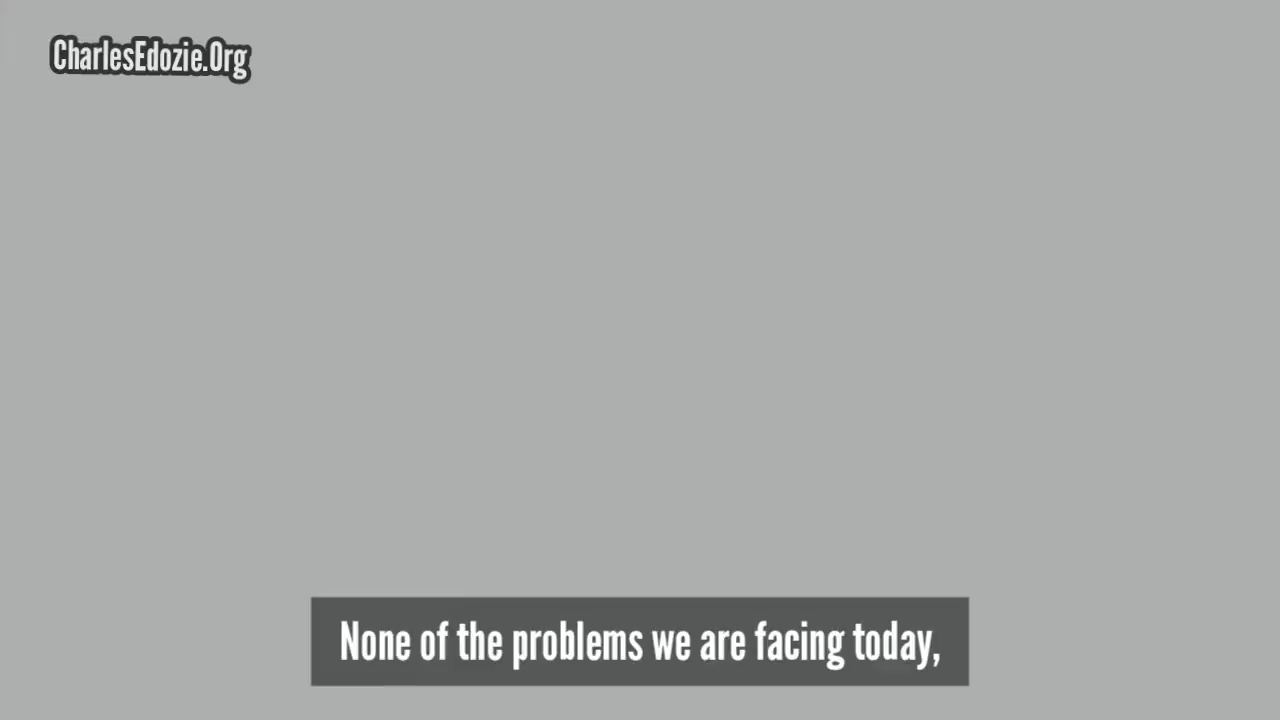 CharlesEdozie.Org
None of the problems we are facing today,